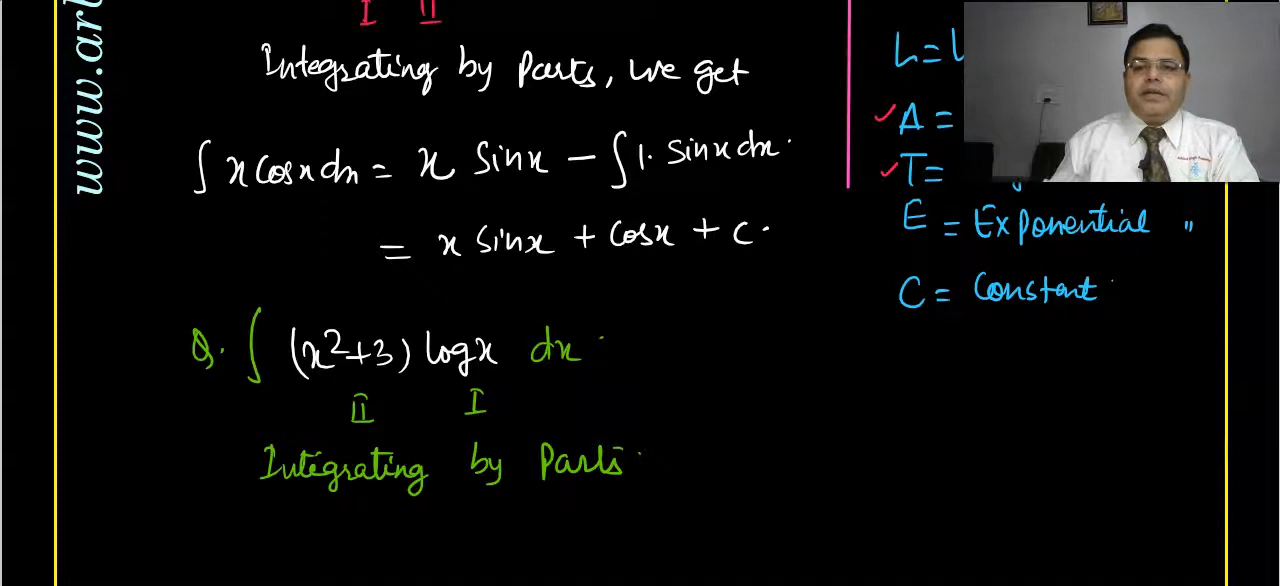 www.arl
I II
Integrating by Parts, we get
∫ x Cosx dx = x Sinx − ∫ 1. Sinx dx.
= x Sinx + Cosx + C.
Q. ∫ (x²+3) logx dx.
II I
Integrating by Parts.
L =
✓ A =
✓ T =
E = Exponential "
C = Constant